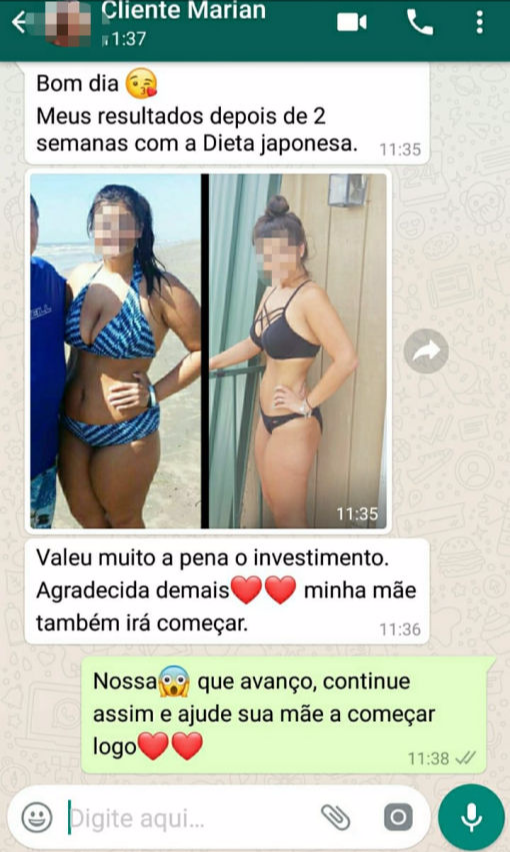 Cliente Marian
11:37
Bom dia 😘
Meus resultados depois de 2
semanas com a Dieta japonesa. 11:35
11:35
Valeu muito a pena o investimento.
Agradecida demais❤️❤️ minha mãe
também irá começar. 11:36
Nossa😱 que avanço, continue
assim e ajude sua mãe a começar
logo❤️❤️ 11:38
Digite aqui...